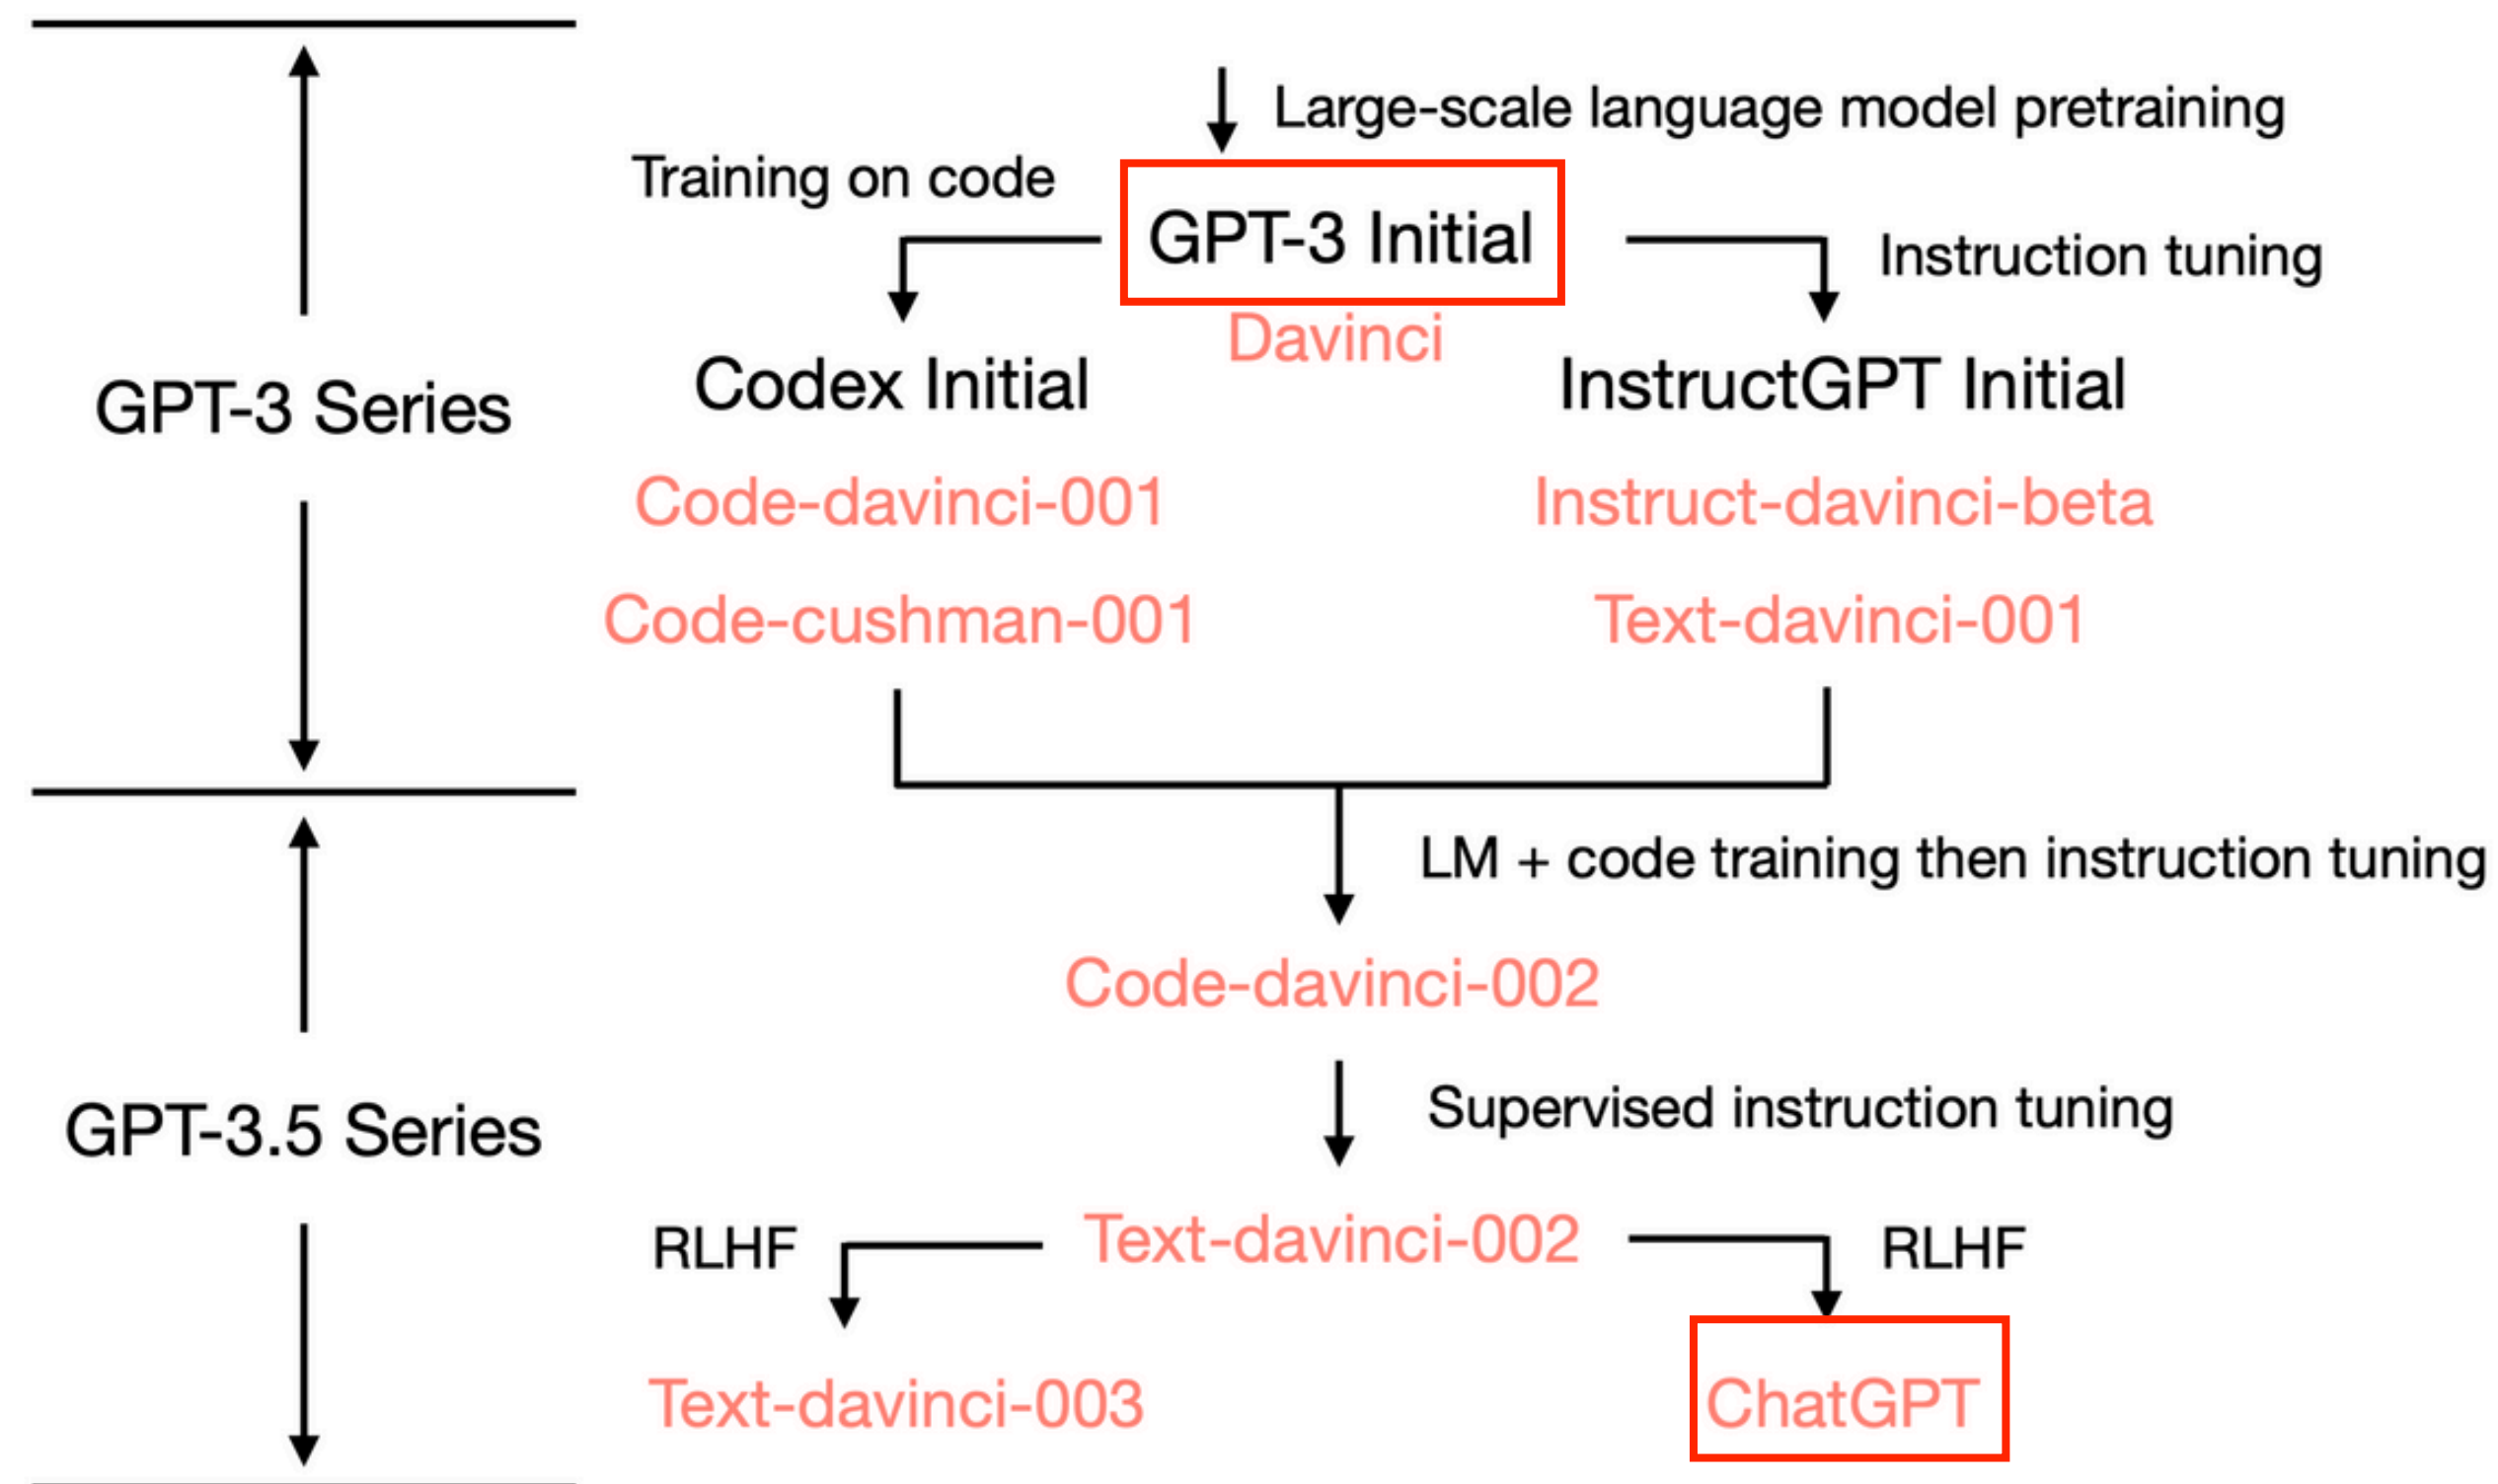 Large-scale language model pretraining
Training on code
GPT-3 Initial
Instruction tuning
Davinci
Codex Initial
InstructGPT Initial
GPT-3 Series
Code-davinci-001
Instruct-davinci-beta
Code-cushman-001
Text-davinci-001
LM + code training then instruction tuning
Code-davinci-002
GPT-3.5 Series
Supervised instruction tuning
RLHF
Text-davinci-002
RLHF
Text-davinci-003
ChatGPT